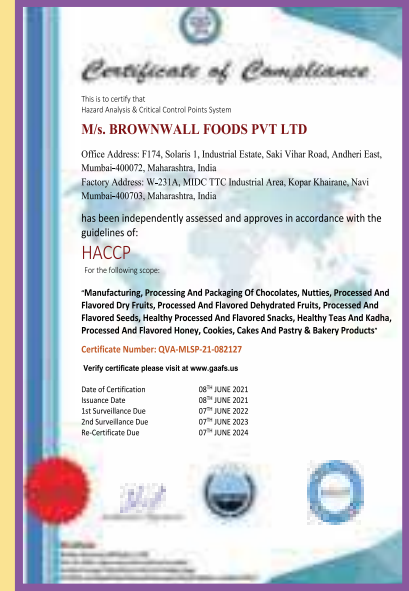 Certificate of Compliance
This is to certify that
Hazard Analysis & Critical Control Points System
M/s. BROWNWALL FOODS PVT LTD
Office Address: F174, Solaris 1, Industrial Estate, Saki Vihar Road, Andheri East,
Mumbai-400072, Maharashtra, India
Factory Address: W-231A, MIDC TTC Industrial Area, Kopar Khairane, Navi
Mumbai-400703, Maharashtra, India
has been independently assessed and approves in accordance with the
guidelines of:
HACCP
For the following scope:
"Manufacturing, Processing And Packaging Of Chocolates, Nutties, Processed And
Flavored Dry Fruits, Processed And Flavored Dehydrated Fruits, Processed And
Flavored Seeds, Healthy Processed And Flavored Snacks, Healthy Teas And Kadha,
Processed And Flavored Honey, Cookies, Cakes And Pastry & Bakery Products"
Certificate Number: QVA-MLSP-21-082127
Verify certificate please visit at www.gaafs.us
Date of Certification 08TH JUNE 2021
Issuance Date 08TH JUNE 2021
1st Surveillance Due 07TH JUNE 2022
2nd Surveillance Due 07TH JUNE 2023
Re-Certificate Due 07TH JUNE 2024